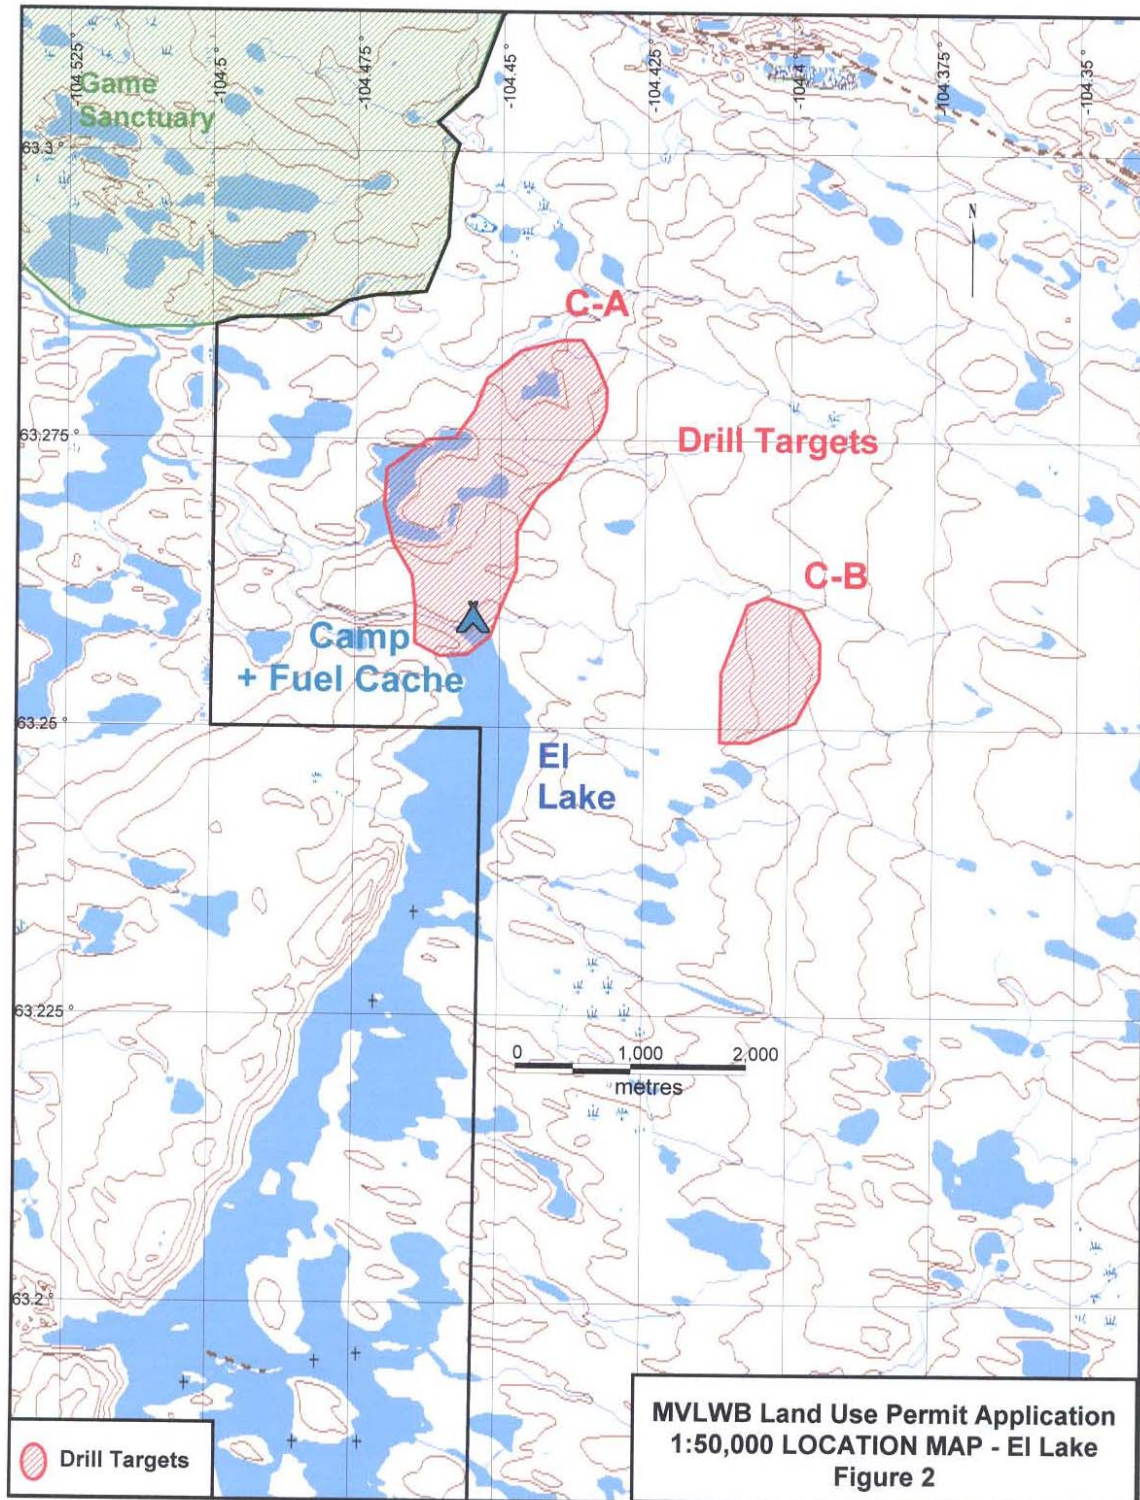 -104.525 °
-104.5 °
-104.475 °
-104.45 °
-104.425 °
-104.4 °
-104.375 °
-104.35 °
Game
Sanctuary
63.3 °
N
C-A
63.275 °
Drill Targets
C-B
Camp
+ Fuel Cache
63.25 °
El
Lake
63.225 °
0 1,000 2,000
metres
63.2 °
MVLWB Land Use Permit Application
1:50,000 LOCATION MAP - El Lake
Figure 2
Drill Targets